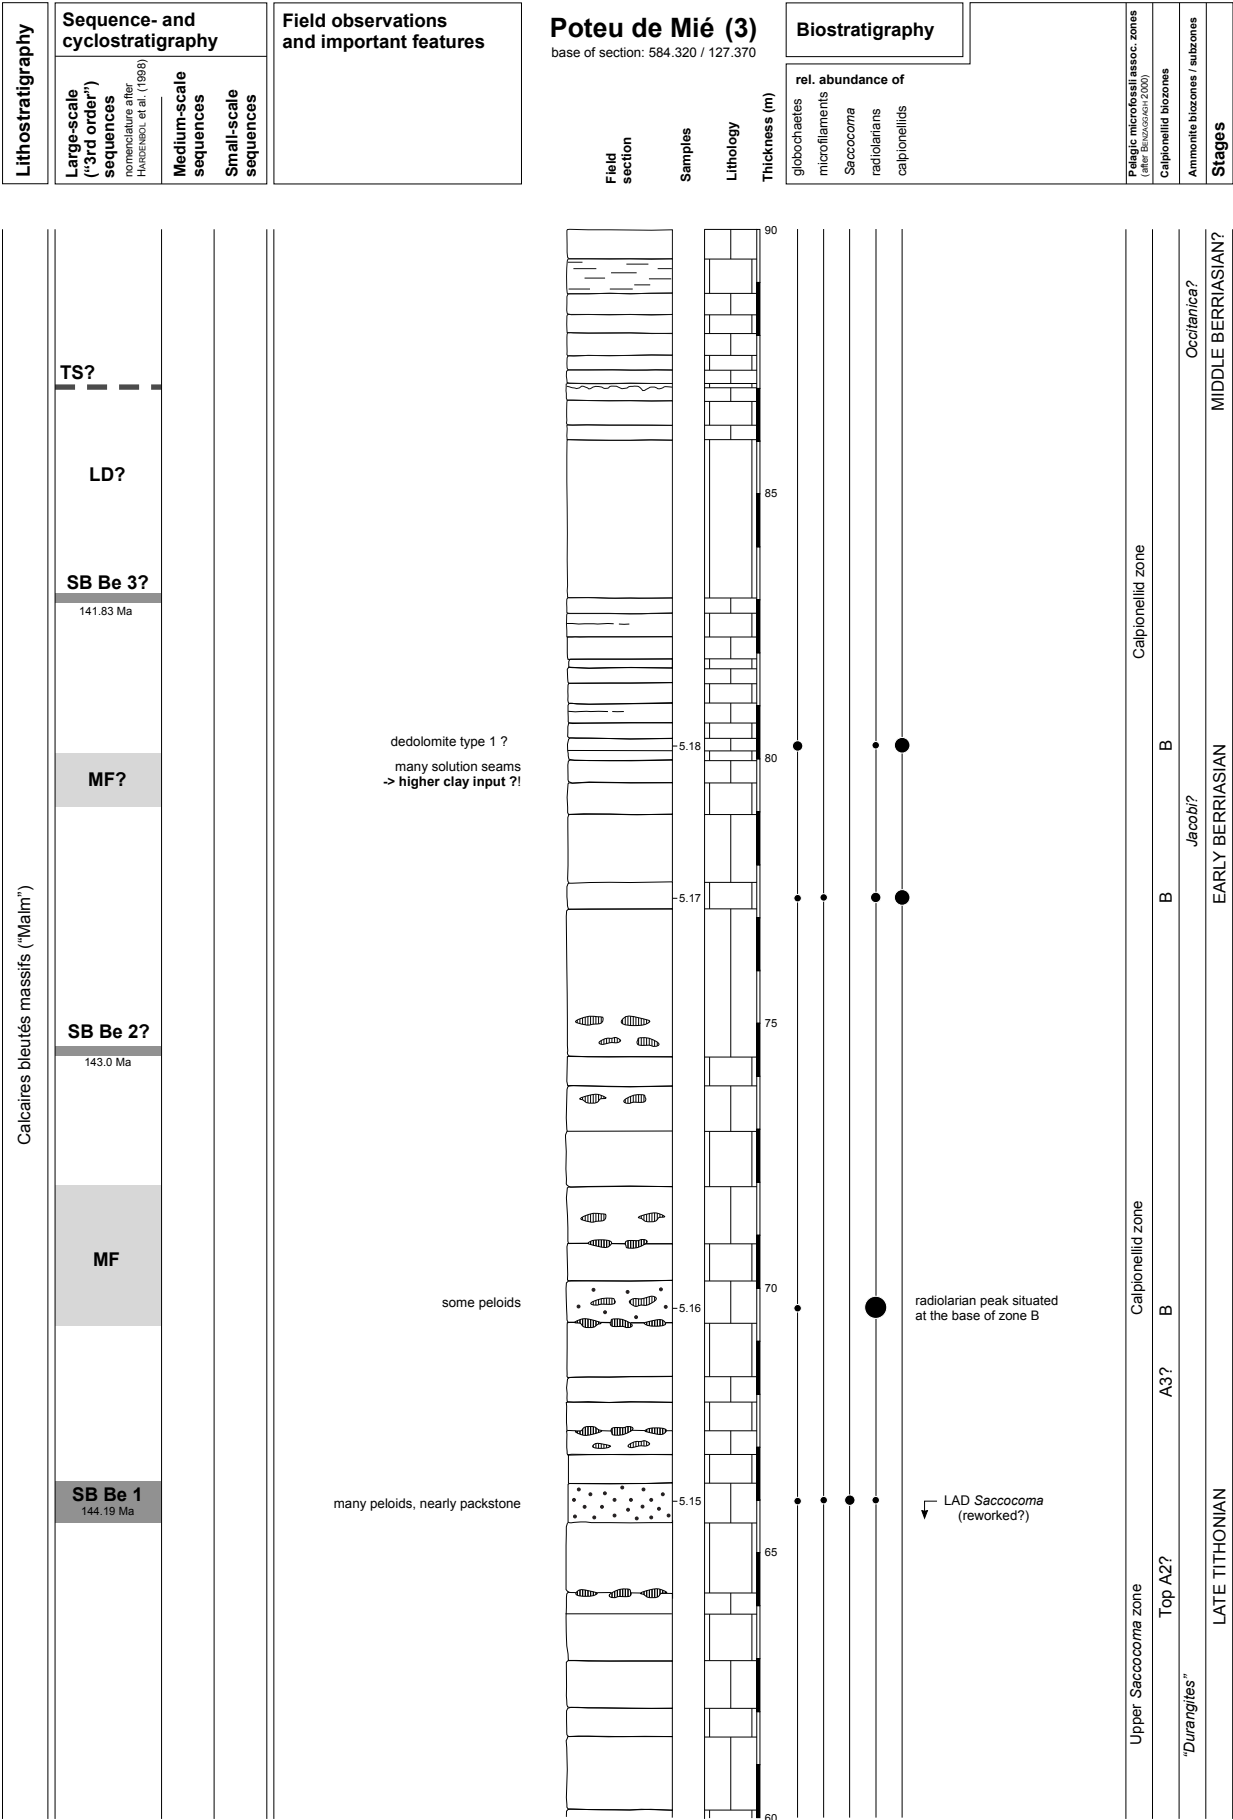 Lithostratigraphy
Sequence- and
cyclostratigraphy
Large-scale
("3rd order")
sequences
nomenclature after
HARDENBOL et al. (1998)
Medium-scale
sequences
Small-scale
sequences
Field observations
and important features
Poteu de Mié (3)
base of section: 584.320 / 127.370
Field
section
Samples
Lithology
Thickness (m)
Biostratigraphy
rel. abundance of
globochaetes
microfilaments
Saccocoma
radiolarians
calpionellids
Pelagic microfossli assoc. zones
(after BENZAGGAGH 2000)
Calpionellid biozones
Ammonite biozones / subzones
Stages
90
Occitanica?
MIDDLE BERRIASIAN?
TS?
LD?
85
SB Be 3?
141.83 Ma
Calpionellid zone
dedolomite type 1 ?
5.18
B
many solution seams
-> higher clay input ?!
80
MF?
Jacobi?
EARLY BERRIASIAN
5.17
B
Calcaires bleutés massifs ("Malm")
75
SB Be 2?
143.0 Ma
MF
70
Calpionellid zone
some peloids
5.16
radiolarian peak situated
at the base of zone B
B
A3?
SB Be 1
144.19 Ma
many peloids, nearly packstone
5.15
LAD Saccocoma
(reworked?)
65
Top A2?
LATE TITHONIAN
Upper Saccocoma zone
"Durangites"
60